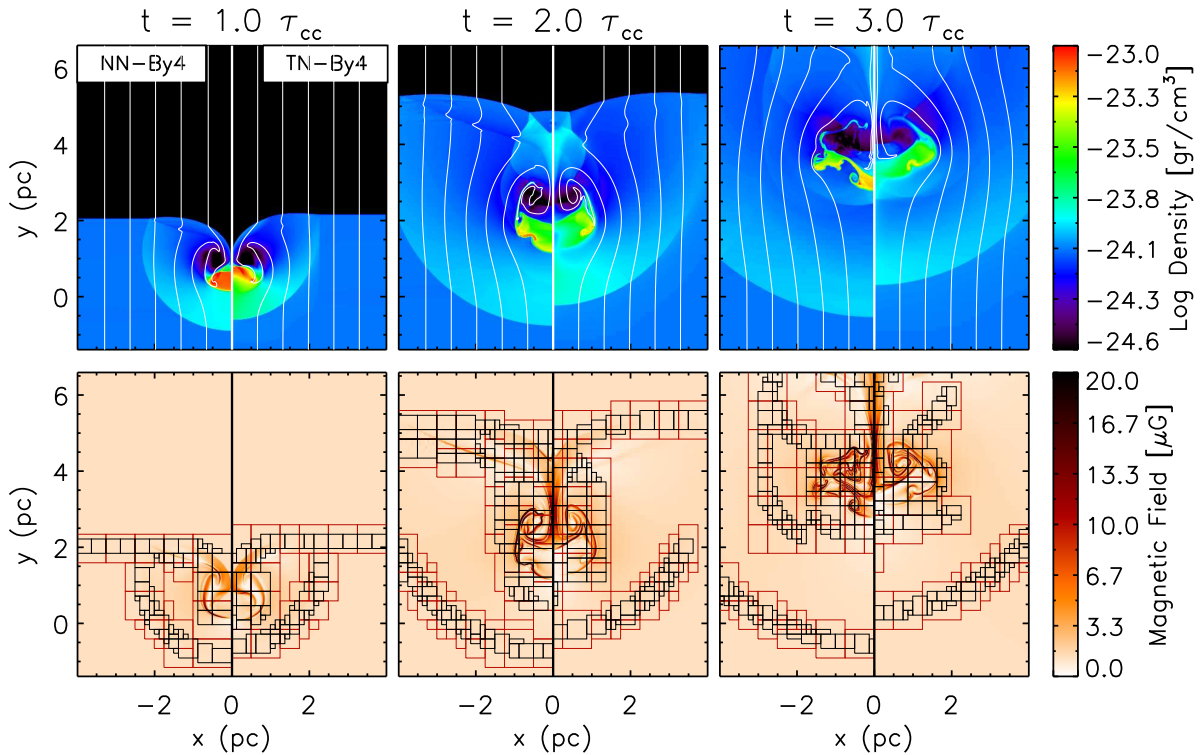 t = 1.0 τcc
t = 2.0 τcc
t = 3.0 τcc
NN−By4
TN−By4
y (pc)
6
4
2
0
−23.0
−23.3
−23.5
−23.8
−24.1
−24.3
−24.6
Log Density [gr/cm³]
y (pc)
6
4
2
0
20.0
16.7
13.3
10.0
6.7
3.3
0.0
Magnetic Field [μG]
−2 0 2
−2 0 2
−2 0 2
x (pc)
x (pc)
x (pc)